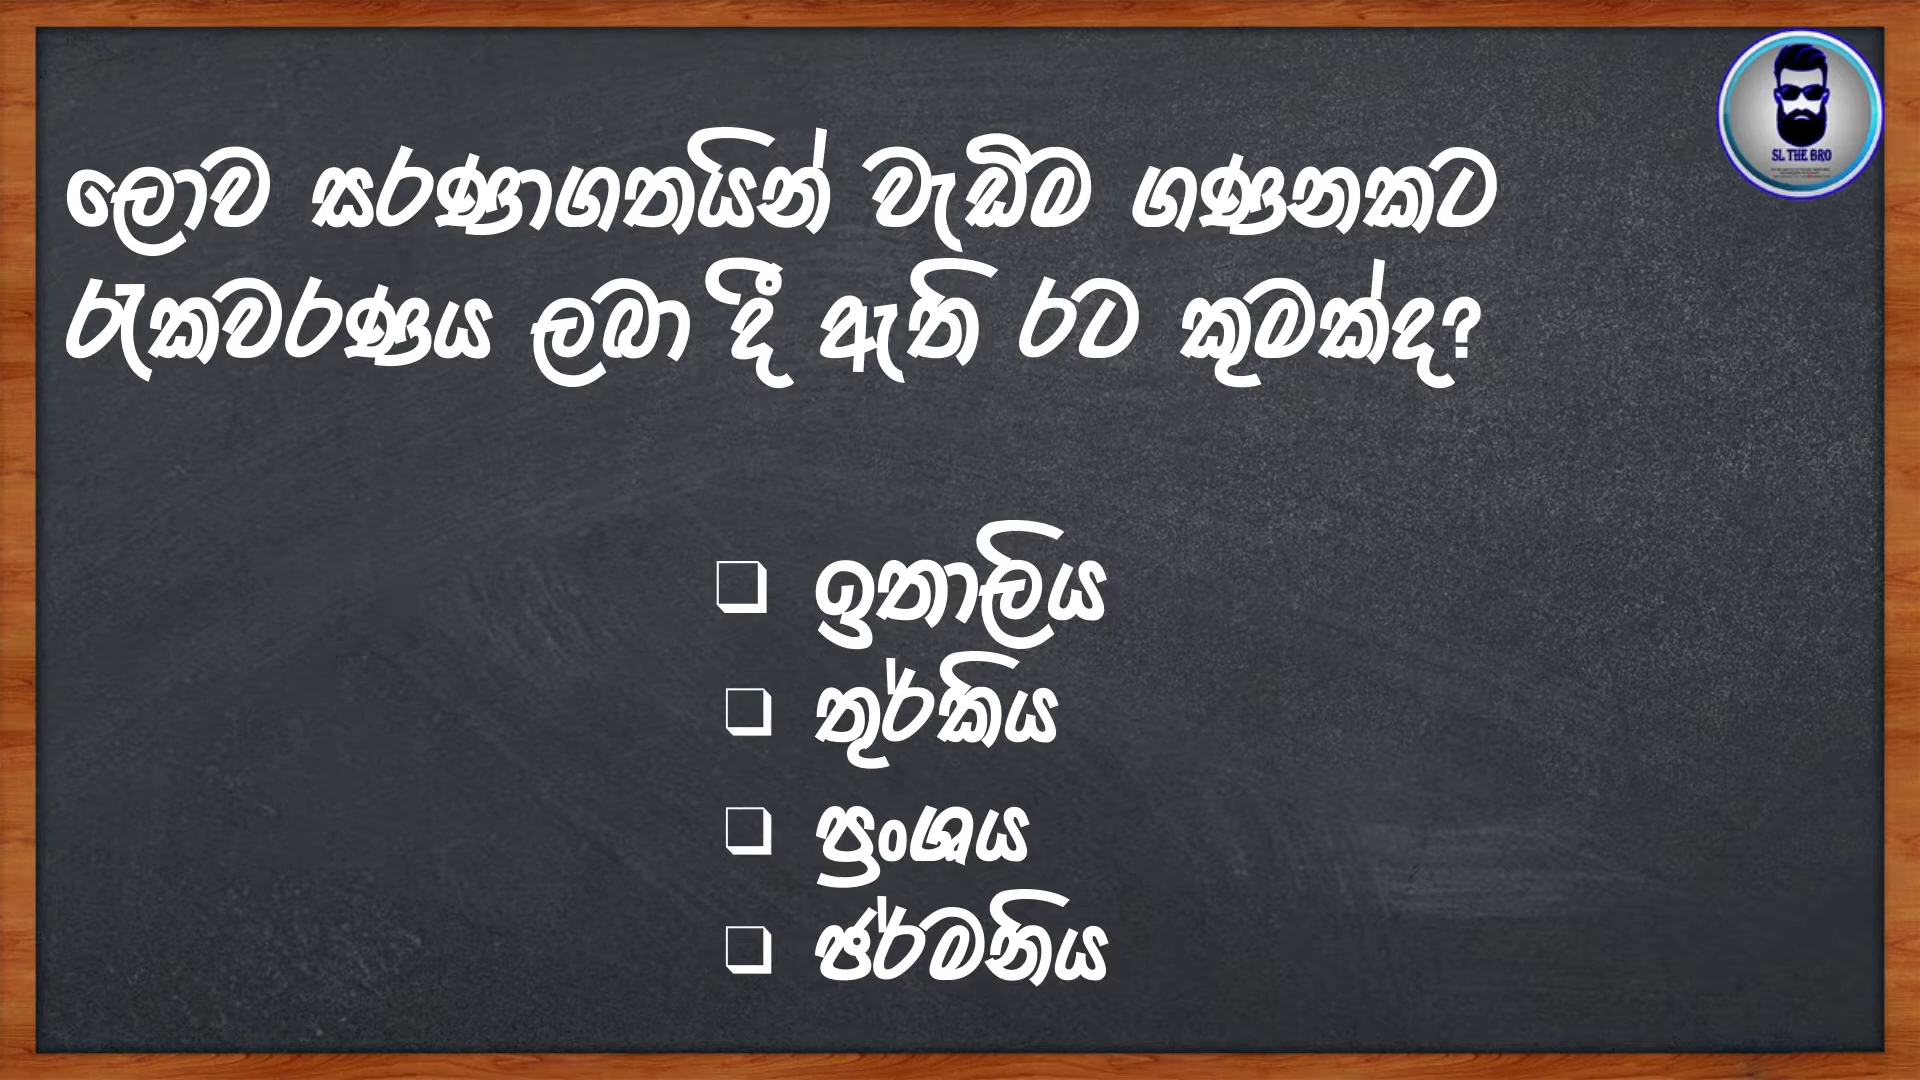 SL THE BRO
ලොව සරණාගතයින් වැඩිම ගණනකට
රැකවරණය ලබා දී ඇති රට කුමක්ද?
❑ ඉතාලිය
❑ තුර්කිය
❑ ප්‍රංශය
❑ ජර්මනිය